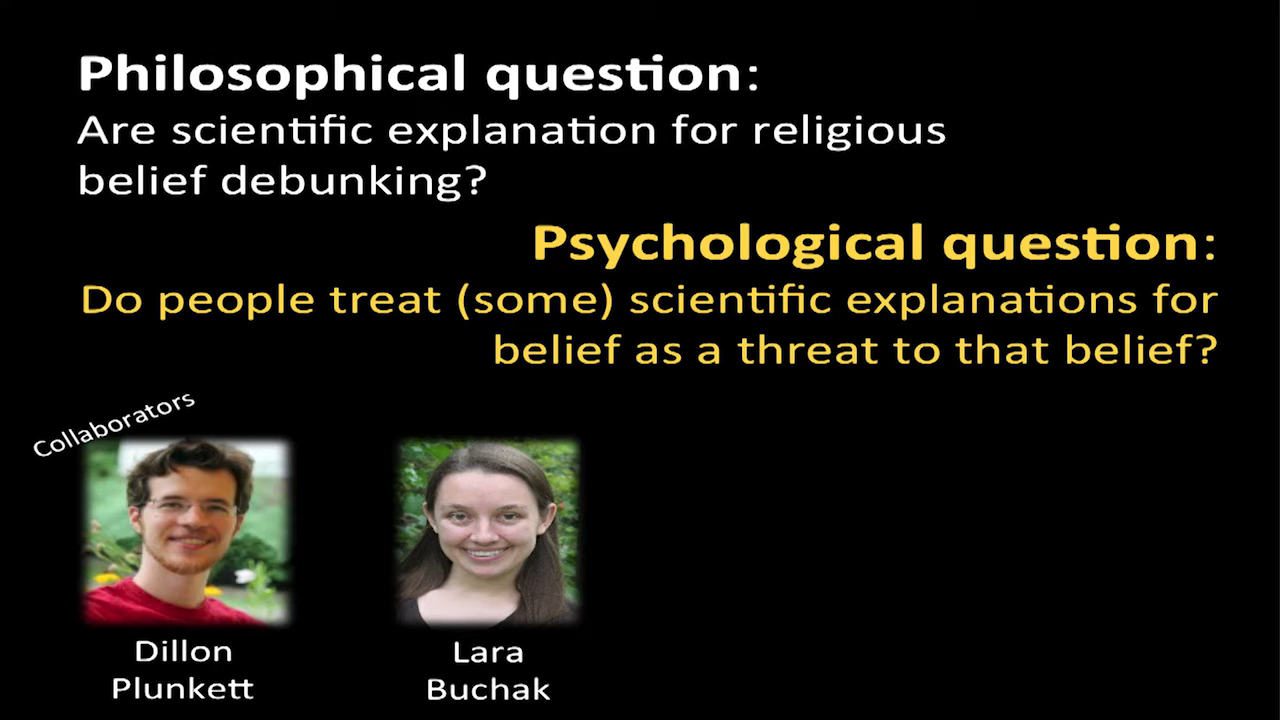 Philosophical question:
Are scientific explanation for religious
belief debunking?
Psychological question:
Do people treat (some) scientific explanations for
belief as a threat to that belief?
Collaborators
Dillon
Plunkett
Lara
Buchak